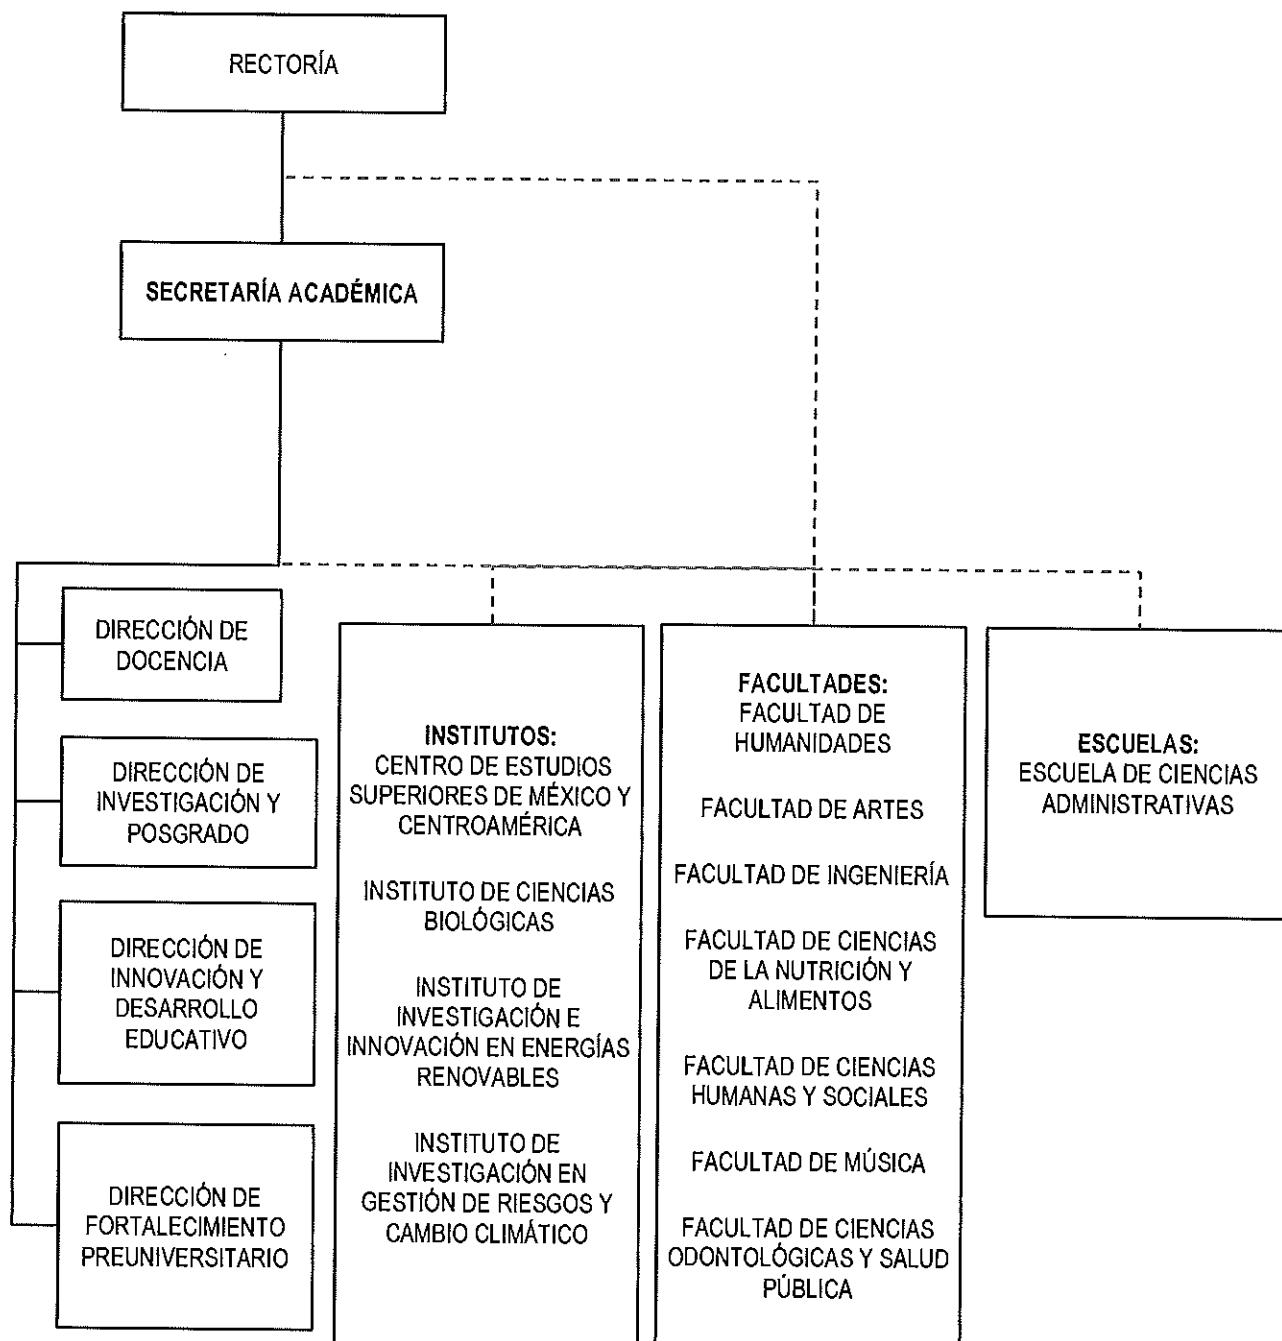 RECTORÍA
SECRETARÍA ACADÉMICA
DIRECCIÓN DE
DOCENCIA
DIRECCIÓN DE
INVESTIGACIÓN Y
POSGRADO
DIRECCIÓN DE
INNOVACIÓN Y
DESARROLLO
EDUCATIVO
DIRECCIÓN DE
FORTALECIMIENTO
PREUNIVERSITARIO
INSTITUTOS:
CENTRO DE ESTUDIOS
SUPERIORES DE MÉXICO Y
CENTROAMÉRICA
INSTITUTO DE CIENCIAS
BIOLÓGICAS
INSTITUTO DE
INVESTIGACIÓN E
INNOVACIÓN EN ENERGÍAS
RENOVABLES
INSTITUTO DE
INVESTIGACIÓN EN
GESTIÓN DE RIESGOS Y
CAMBIO CLIMÁTICO
FACULTADES:
FACULTAD DE
HUMANIDADES
FACULTAD DE ARTES
FACULTAD DE INGENIERÍA
FACULTAD DE CIENCIAS
DE LA NUTRICIÓN Y
ALIMENTOS
FACULTAD DE CIENCIAS
HUMANAS Y SOCIALES
FACULTAD DE MÚSICA
FACULTAD DE CIENCIAS
ODONTOLÓGICAS Y SALUD
PÚBLICA
ESCUELAS:
ESCUELA DE CIENCIAS
ADMINISTRATIVAS